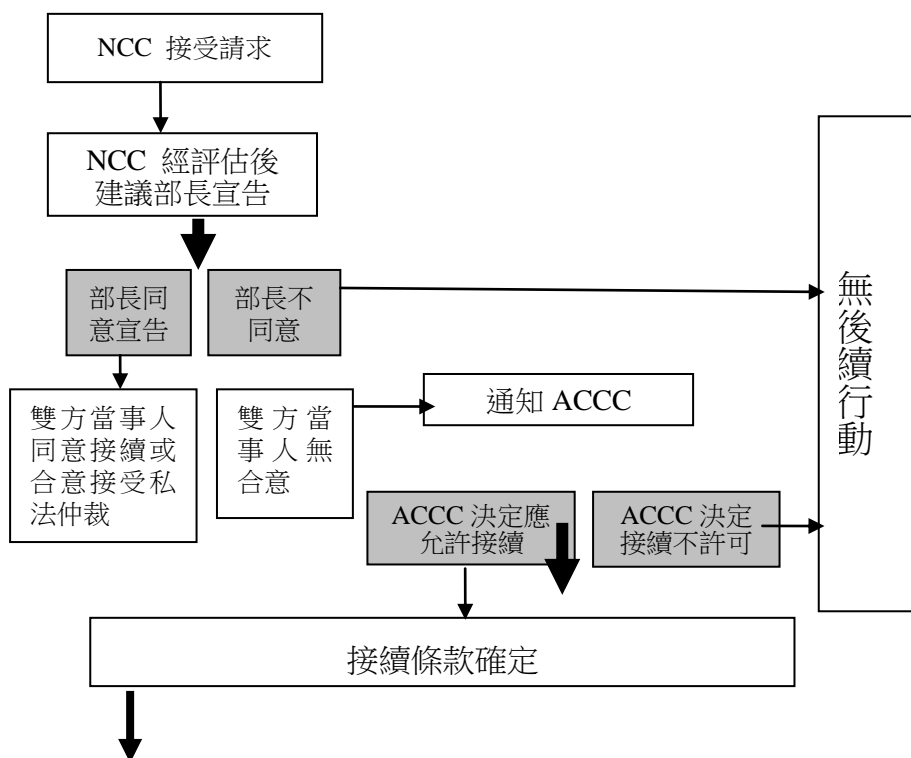 NCC 接受請求
NCC 經評估後
建議部長宣告
部長同
意宣告
部長不
同意
無後續行動
雙方當事人
同意接續或
合意接受私
法仲裁
雙方當
事人無
合意
通知 ACCC
ACCC 決定應
允許接續
ACCC 決定
接續不許可
接續條款確定